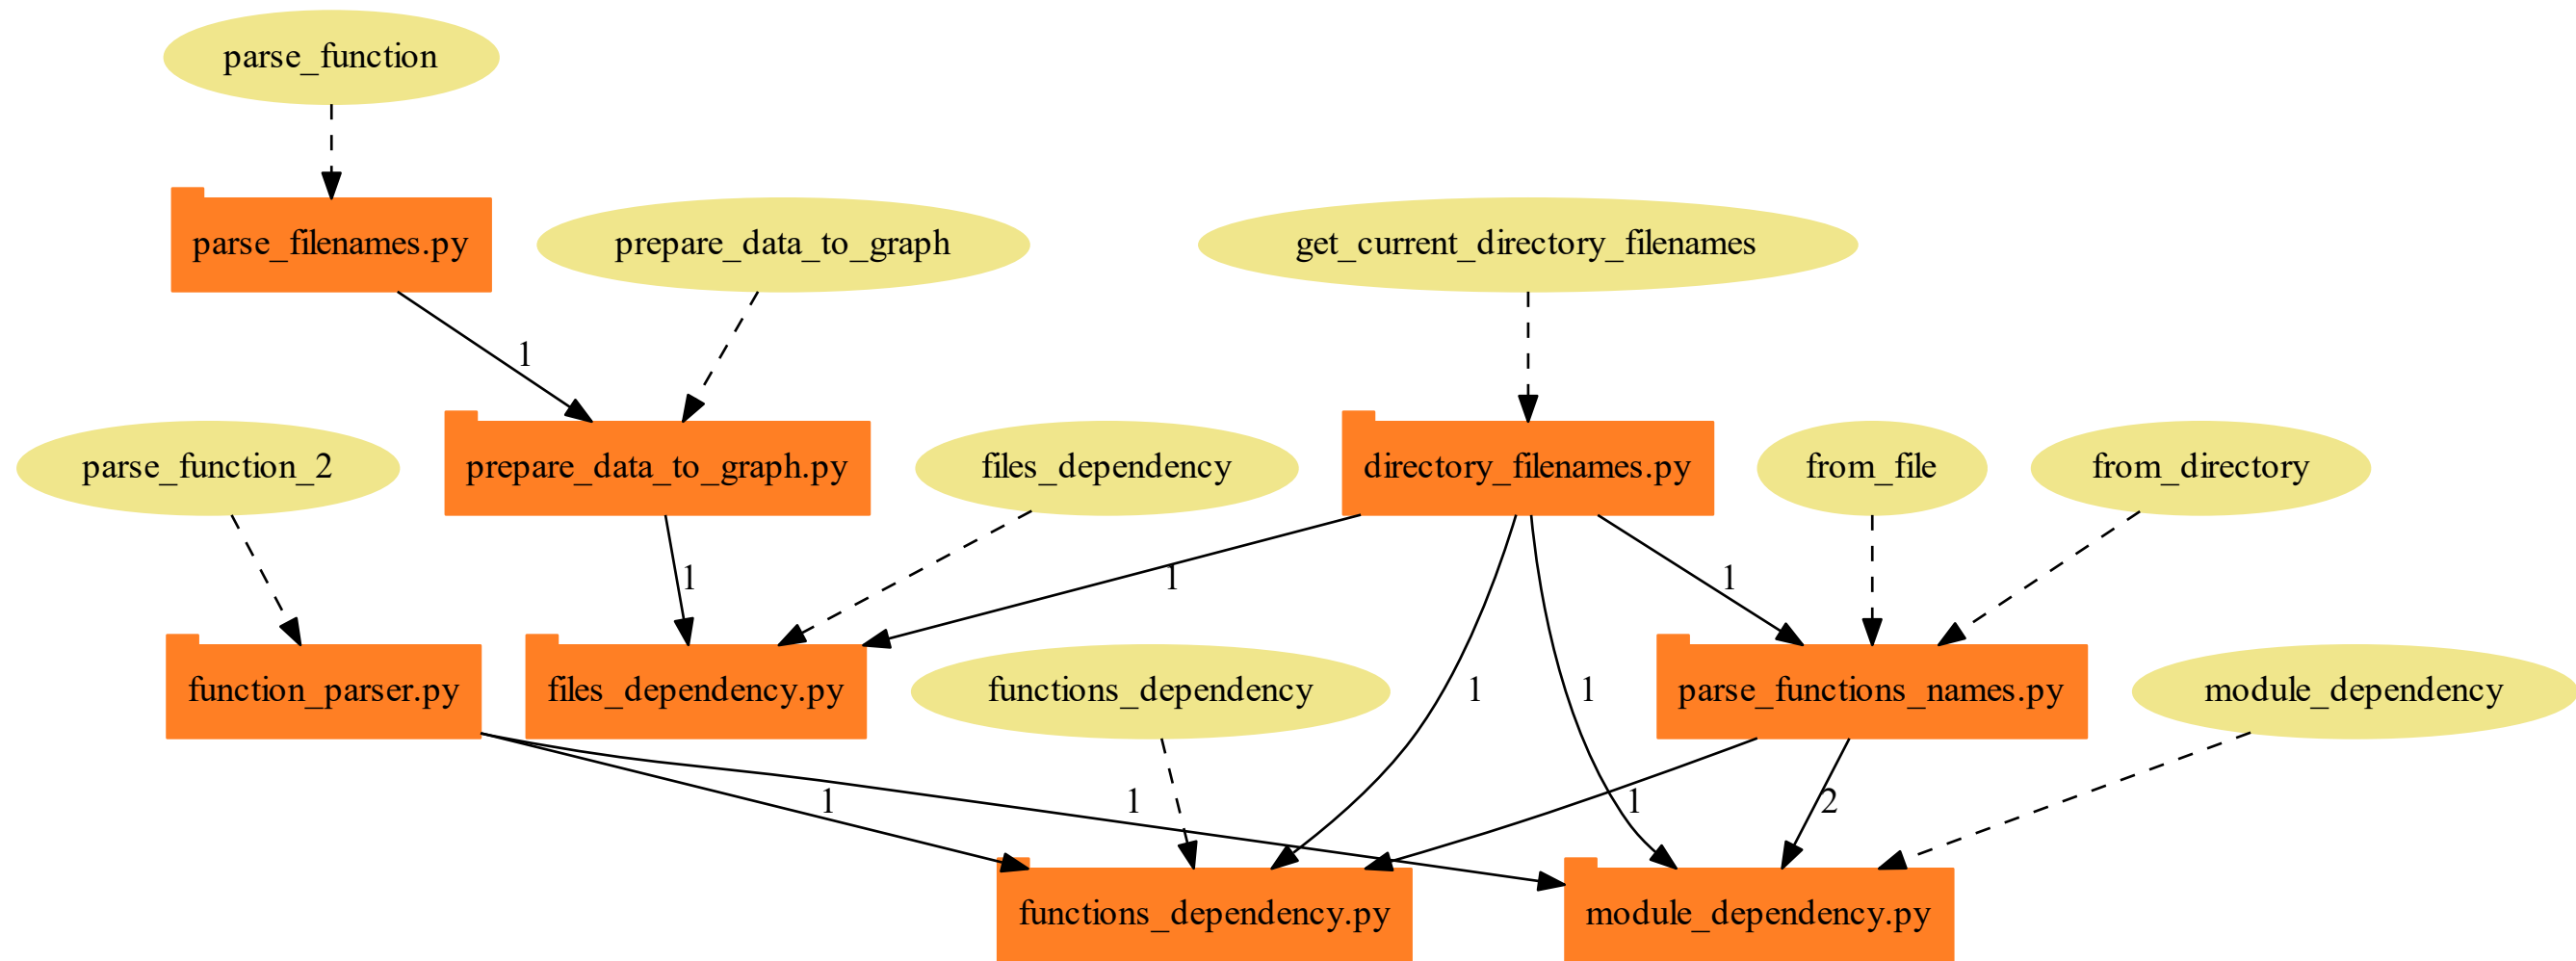 parse_function
parse_filenames.py
prepare_data_to_graph
get_current_directory_filenames
1
parse_function_2
prepare_data_to_graph.py
files_dependency
directory_filenames.py
from_file
from_directory
1
1
1
function_parser.py
files_dependency.py
functions_dependency
1
1
parse_functions_names.py
module_dependency
1
1
1
2
functions_dependency.py
module_dependency.py